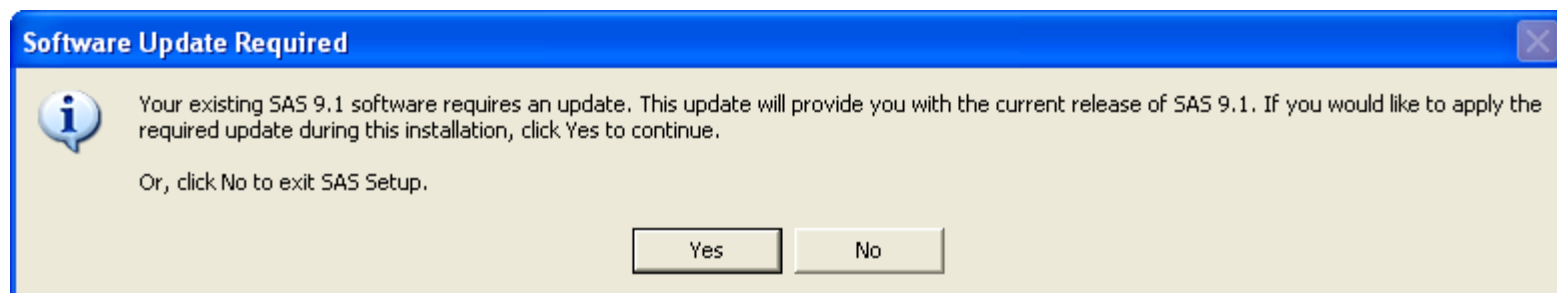 Software Update Required
Your existing SAS 9.1 software requires an update. This update will provide you with the current release of SAS 9.1. If you would like to apply the
required update during this installation, click Yes to continue.
Or, click No to exit SAS Setup.
Yes
No